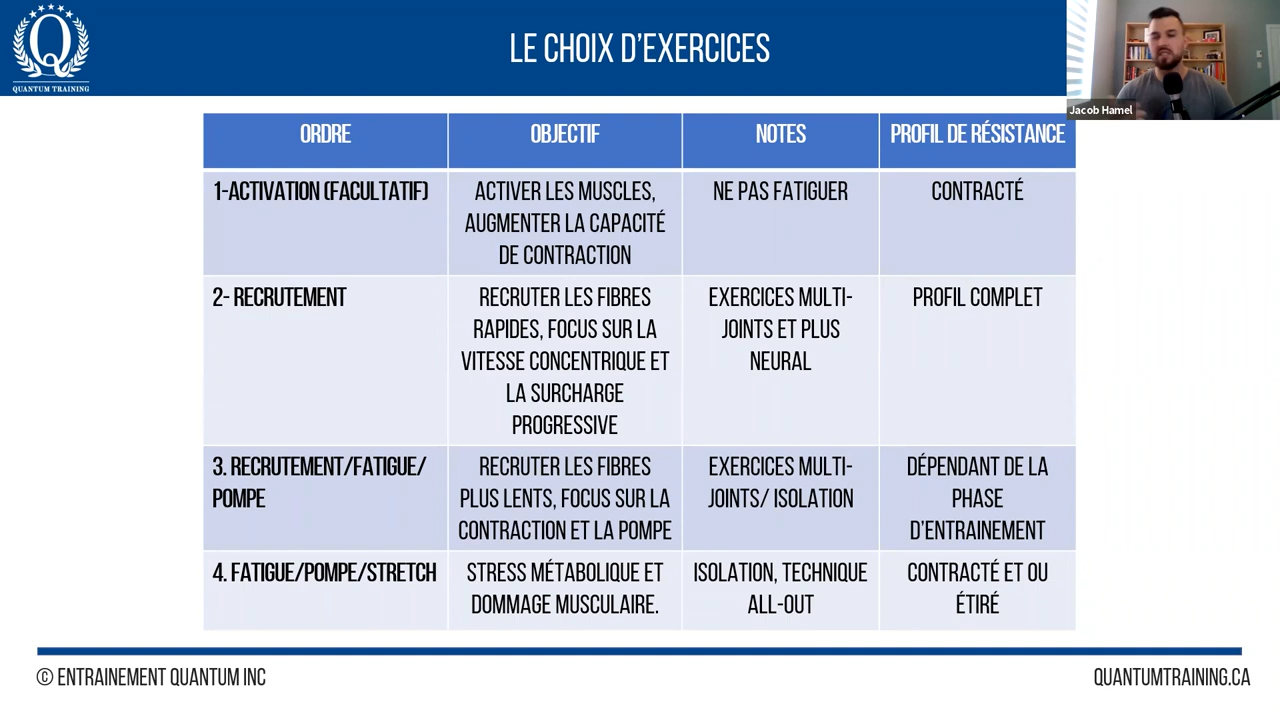 LE CHOIX D'EXERCICES
Q
QUANTUM TRAINING
Jacob Hamel
ORDRE
OBJECTIF
NOTES
PROFIL DE RÉSISTANCE
1-ACTIVATION (FACULTATIF)
ACTIVER LES MUSCLES,
AUGMENTER LA CAPACITÉ
DE CONTRACTION
NE PAS FATIGUER
CONTRACTÉ
2- RECRUTEMENT
RECRUTER LES FIBRES
RAPIDES, FOCUS SUR LA
VITESSE CONCENTRIQUE ET
LA SURCHARGE
PROGRESSIVE
EXERCICES MULTI-
JOINTS ET PLUS
NEURAL
PROFIL COMPLET
3. RECRUTEMENT/FATIGUE/
POMPE
RECRUTER LES FIBRES
PLUS LENTS, FOCUS SUR LA
CONTRACTION ET LA POMPE
EXERCICES MULTI-
JOINTS/ ISOLATION
DÉPENDANT DE LA
PHASE
D'ENTRAINEMENT
4. FATIGUE/POMPE/STRETCH
STRESS MÉTABOLIQUE ET
DOMMAGE MUSCULAIRE.
ISOLATION, TECHNIQUE
ALL-OUT
CONTRACTÉ ET OU
ÉTIRÉ
© ENTRAINEMENT QUANTUM INC
QUANTUMTRAINING.CA